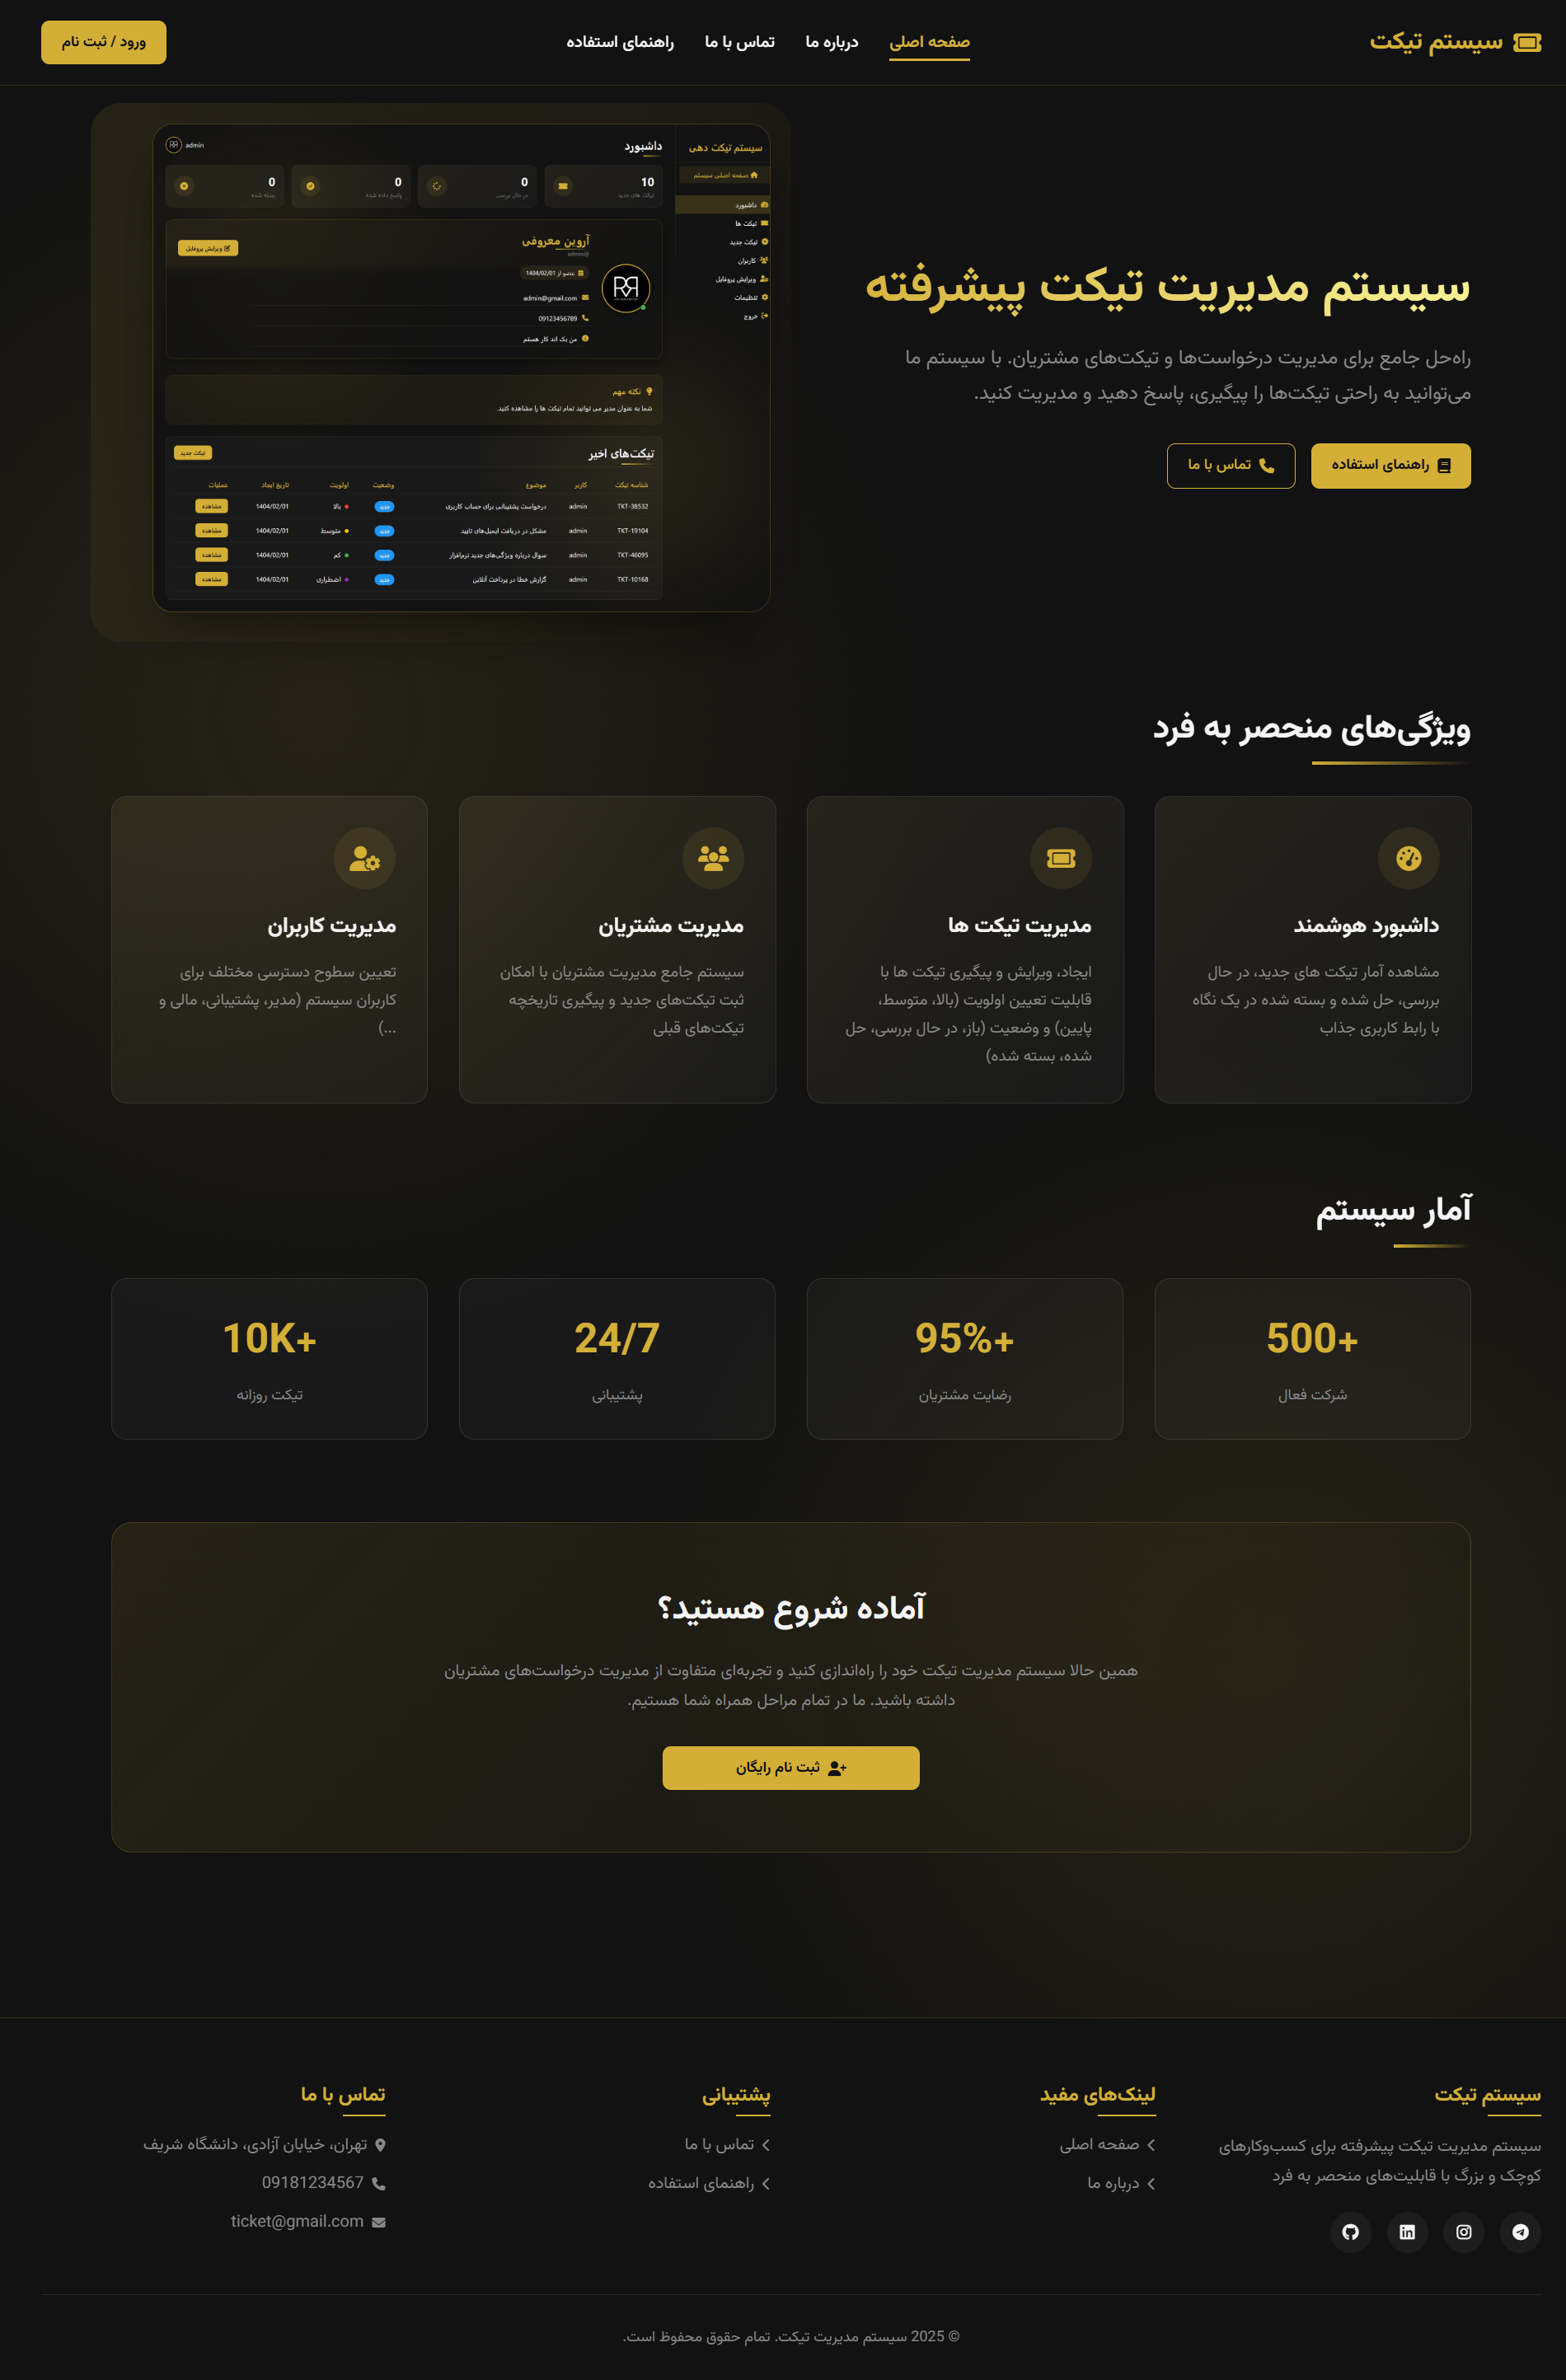 سیستم تیکت
صفحه اصلی
درباره ما
تماس با ما
راهنمای استفاده
ورود / ثبت نام
سیستم مدیریت تیکت پیشرفته
راه‌حل جامع برای مدیریت درخواست‌ها و تیکت‌های مشتریان. با سیستم ما
می‌توانید به راحتی تیکت‌ها را پیگیری، پاسخ دهید و مدیریت کنید.
راهنمای استفاده
تماس با ما
سیستم تیکت دهی
صفحه اصلی سیستم
داشبورد
تیکت ها
تیکت جدید
کاربران
ویرایش پروفایل
تنظیمات
خروج
داشبورد
admin
10
تیکت های جدید
0
در حال بررسی
0
پاسخ داده شده
0
بسته شده
آروین معروفی
@admin
عضو از 1404/02/01
admin@gmail.com
09123456789
من بک اند کار هستم
ویرایش پروفایل
نکته مهم
شما به عنوان مدیر می توانید تمام تیکت ها را مشاهده کنید.
تیکت‌های اخیر
تیکت جدید
شناسه تیکت کاربر موضوع وضعیت اولویت تاریخ ایجاد عملیات
TKT-38532 admin درخواست پشتیبانی برای حساب کاربری جدید بالا 1404/02/01 مشاهده
TKT-19104 admin مشکل در دریافت ایمیل‌های تایید جدید متوسط 1404/02/01 مشاهده
TKT-46095 admin سوال درباره ویژگی‌های جدید نرم‌افزار جدید کم 1404/02/01 مشاهده
TKT-10168 admin گزارش خطا در پرداخت آنلاین جدید اضطراری 1404/02/01 مشاهده
ویژگی‌های منحصر به فرد
داشبورد هوشمند
مشاهده آمار تیکت های جدید، در حال
بررسی، حل شده و بسته شده در یک نگاه
با رابط کاربری جذاب
مدیریت تیکت ها
ایجاد، ویرایش و پیگیری تیکت ها با
قابلیت تعیین اولویت (بالا، متوسط،
پایین) و وضعیت (باز، در حال بررسی، حل
شده، بسته شده)
مدیریت مشتریان
سیستم جامع مدیریت مشتریان با امکان
ثبت تیکت‌های جدید و پیگیری تاریخچه
تیکت‌های قبلی
مدیریت کاربران
تعیین سطوح دسترسی مختلف برای
کاربران سیستم (مدیر، پشتیبانی، مالی و
...)
آمار سیستم
500+
شرکت فعال
95%+
رضایت مشتریان
24/7
پشتیبانی
10K+
تیکت روزانه
آماده شروع هستید؟
همین حالا سیستم مدیریت تیکت خود را راه‌اندازی کنید و تجربه‌ای متفاوت از مدیریت درخواست‌های مشتریان
داشته باشید. ما در تمام مراحل همراه شما هستیم.
ثبت نام رایگان
سیستم تیکت
سیستم مدیریت تیکت پیشرفته برای کسب‌وکارهای
کوچک و بزرگ با قابلیت‌های منحصر به فرد
لینک‌های مفید
صفحه اصلی
درباره ما
پشتیبانی
تماس با ما
راهنمای استفاده
تماس با ما
تهران، خیابان آزادی، دانشگاه شریف
09181234567
ticket@gmail.com
© 2025 سیستم مدیریت تیکت. تمام حقوق محفوظ است.